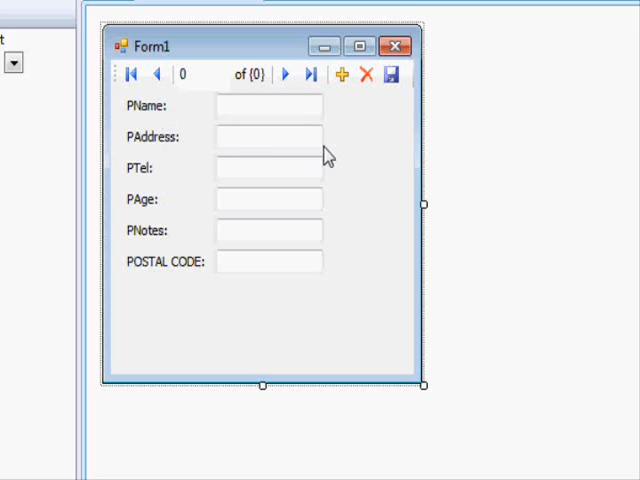 t
Form1
0 of {0}
PName:
PAddress:
PTel:
PAge:
PNotes:
POSTAL CODE: